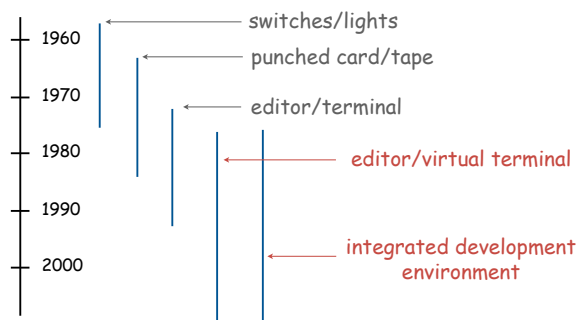 switches/lights
1960
punched card/tape
1970
editor/terminal
1980
editor/virtual terminal
1990
integrated development
environment
2000